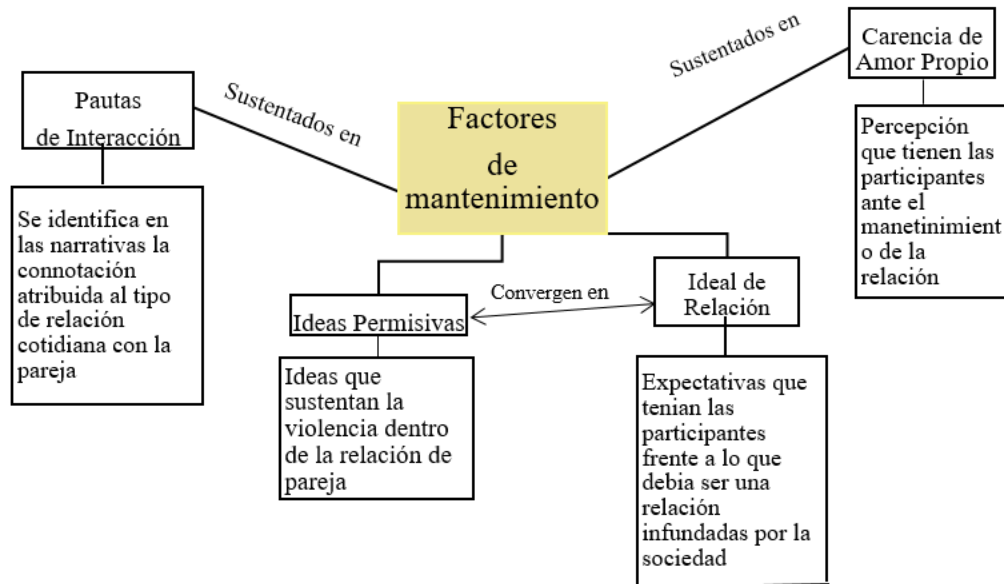 Sustentados en
Carencia de
Amor Propio
Pautas
de Interacción
Sustentados en
Factores
de
mantenimiento
Percepción
que tienen las
participantes
ante el
manetinimient
o de la
relación
Se identifica en
las narrativas la
connotación
atribuida al tipo
de relación
cotidiana con la
pareja
Ideas Permisivas
Convergen en
Ideal de
Relación
Ideas que
sustentan la
violencia dentro
de la relación de
pareja
Expectativas que
tenian las
participantes
frente a lo que
debia ser una
relación
infundadas por la
sociedad